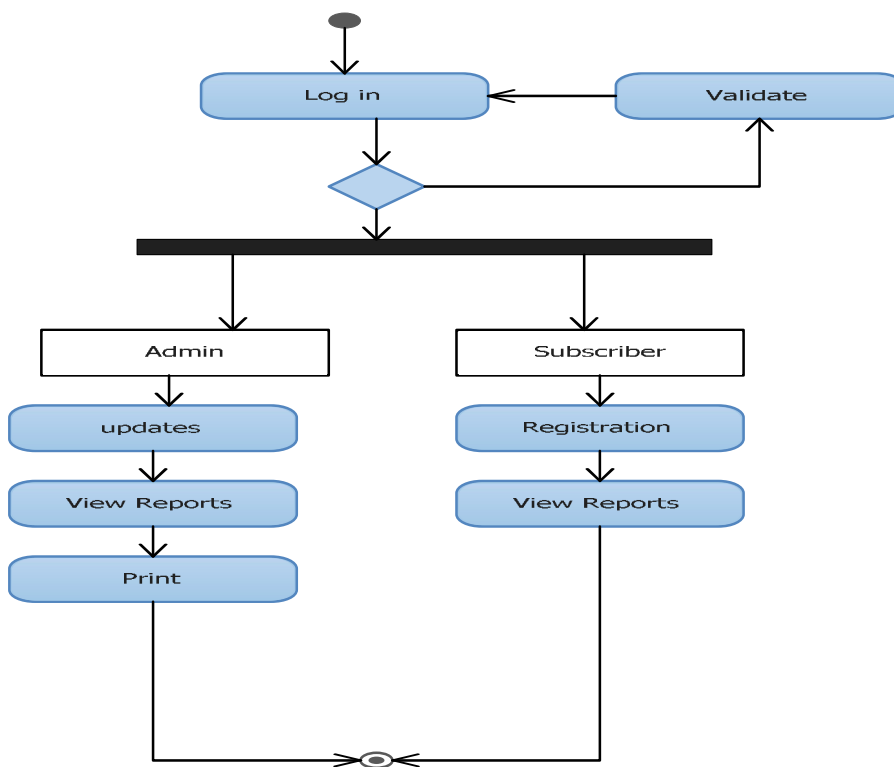 Log in
Validate
Admin
Subscriber
updates
Registration
View Reports
View Reports
Print